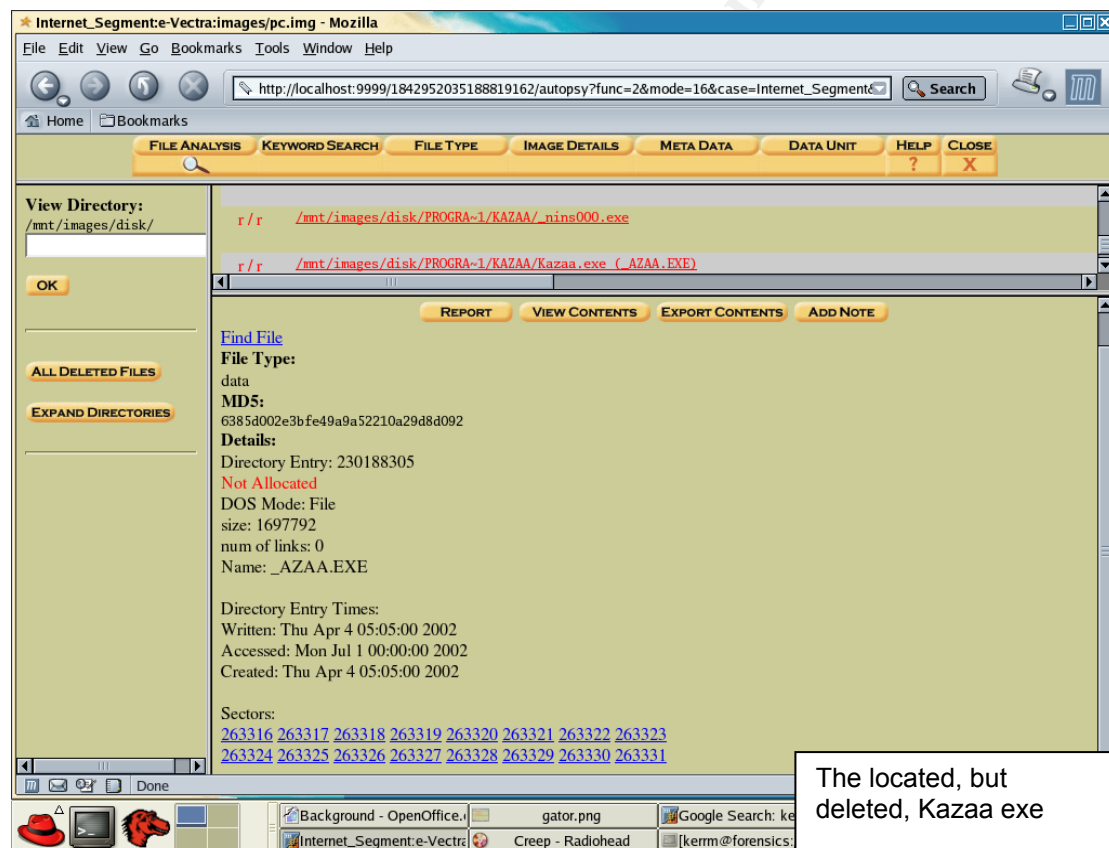 Internet_Segment:e-Vectra:images/pc.img - Mozilla
File Edit View Go Bookmarks Tools Window Help
http://localhost:9999/1842952035188819162/autopsy?func=2&mode=16&case=Internet_Segment&
Search
Home Bookmarks
FILE ANALYSIS KEYWORD SEARCH FILE TYPE IMAGE DETAILS META DATA DATA UNIT HELP CLOSE
? X
View Directory:
/mnt/images/disk/
OK
ALL DELETED FILES
EXPAND DIRECTORIES
r / r /mnt/images/disk/PROGRA~1/KAZAA/_nins000.exe
r / r /mnt/images/disk/PROGRA~1/KAZAA/Kazaa.exe (_AZAA.EXE)
REPORT VIEW CONTENTS EXPORT CONTENTS ADD NOTE
Find File
File Type:
data
MD5:
6385d002e3bfe49a9a52210a29d8d092
Details:
Directory Entry: 230188305
Not Allocated
DOS Mode: File
size: 1697792
num of links: 0
Name: _AZAA.EXE
Directory Entry Times:
Written: Thu Apr 4 05:05:00 2002
Accessed: Mon Jul 1 00:00:00 2002
Created: Thu Apr 4 05:05:00 2002
Sectors:
263316 263317 263318 263319 263320 263321 263322 263323
263324 263325 263326 263327 263328 263329 263330 263331
Done
The located, but
deleted, Kazaa exe
Background - OpenOffice. gator.png Google Search: ke
Internet_Segment:e-Vectra Creep - Radiohead [kerrm@forensics: